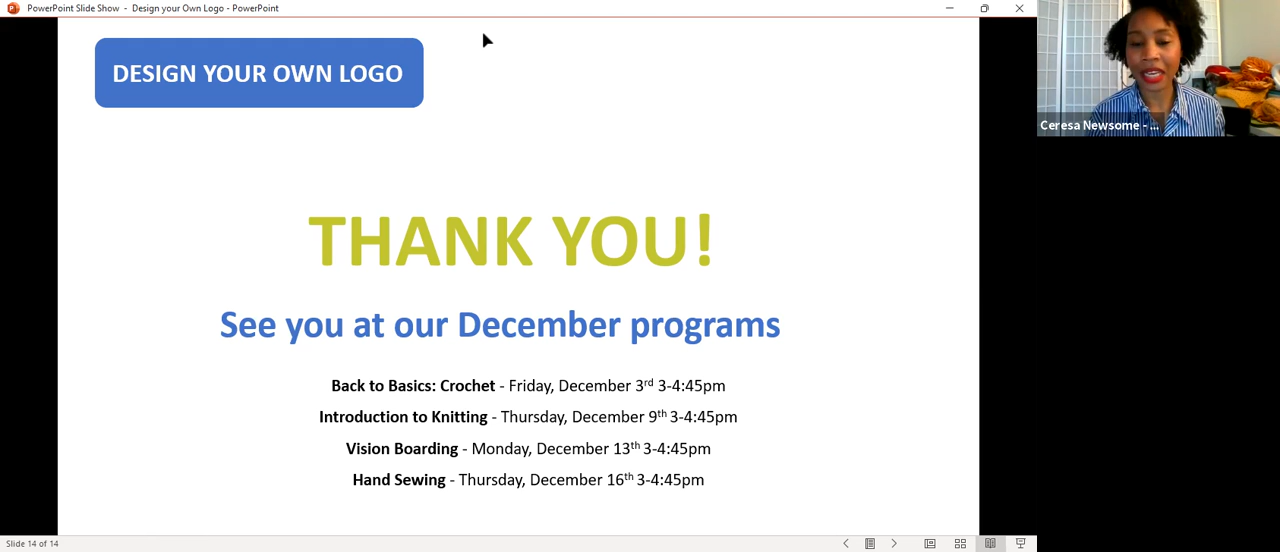 PowerPoint Slide Show - Design your Own Logo - PowerPoint
DESIGN YOUR OWN LOGO
THANK YOU!
See you at our December programs
Back to Basics: Crochet - Friday, December 3rd 3-4:45pm
Introduction to Knitting - Thursday, December 9th 3-4:45pm
Vision Boarding - Monday, December 13th 3-4:45pm
Hand Sewing - Thursday, December 16th 3-4:45pm
Slide 14 of 14
Ceresa Newsome - ...